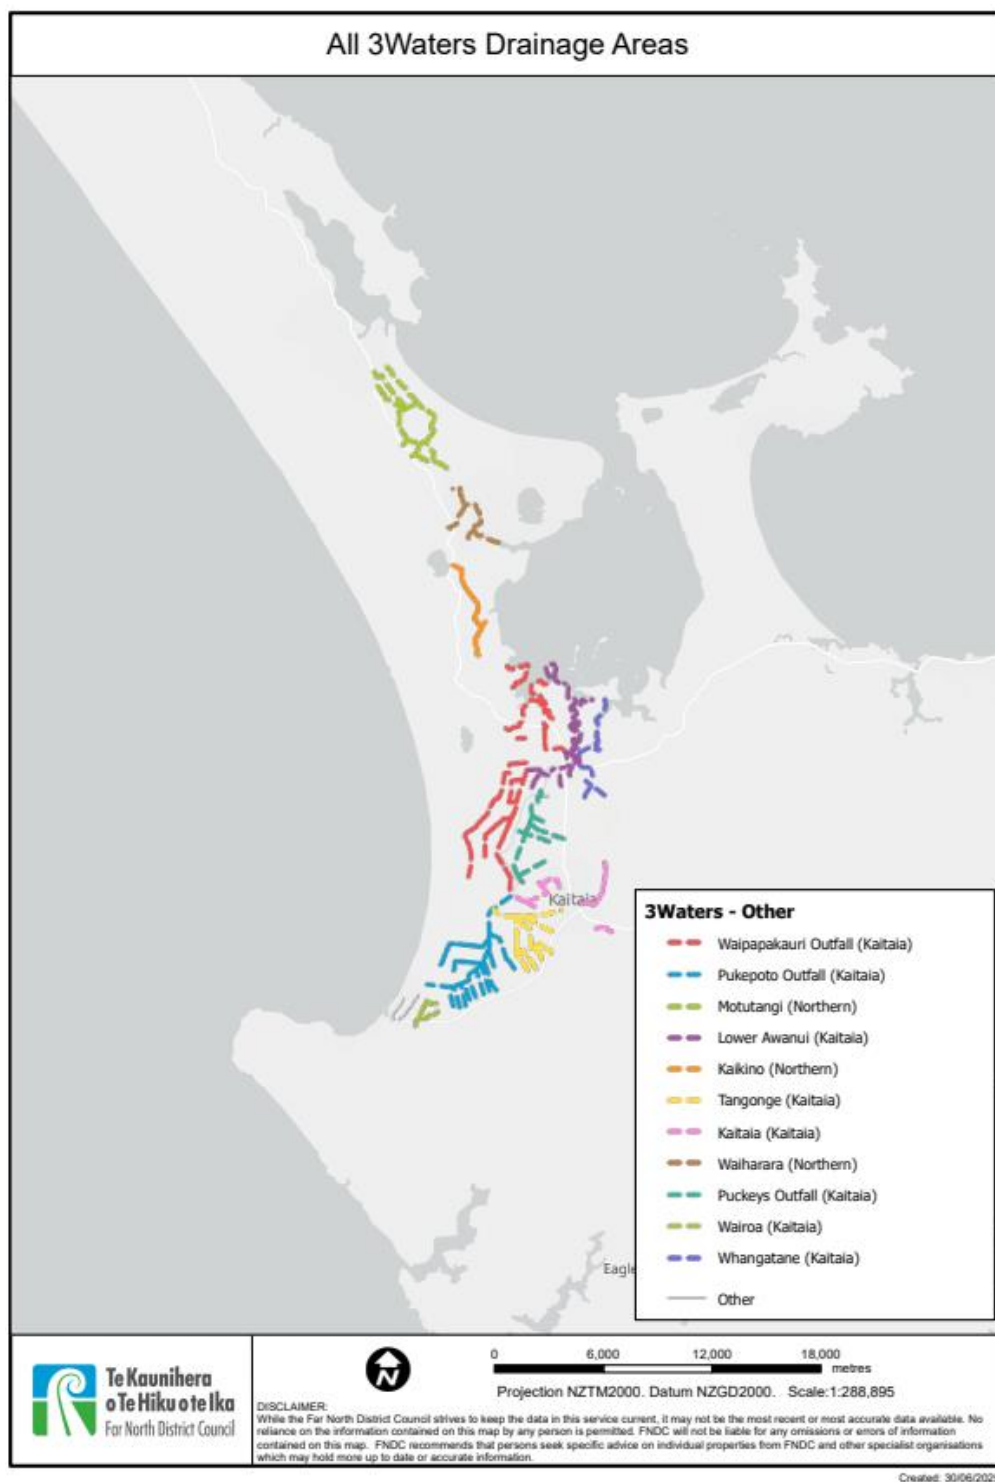 All 3Waters Drainage Areas
Kaitaia
3Waters - Other
Waipapakauri Outfall (Kaitaia)
Pukepoto Outfall (Kaitaia)
Motutangi (Northern)
Lower Awanui (Kaitaia)
Kaikino (Northern)
Tangonge (Kaitaia)
Kaitaia (Kaitaia)
Waiharara (Northern)
Puckeys Outfall (Kaitaia)
Wairoa (Kaitaia)
Whangatane (Kaitaia)
Other
Eagle
Te Kaunihera
o Te Hiku o te Ika
Far North District Council
N
0 6,000 12,000 18,000
metres
Projection NZTM2000. Datum NZGD2000. Scale:1:288,895
DISCLAIMER:
While the Far North District Council strives to keep the data in this service current, it may not be the most recent or most accurate data available. No
reliance on the information contained on this map by any person is permitted. FNDC will not be liable for any omissions or errors of information
contained on this map. FNDC recommends that persons seek specific advice on individual properties from FNDC and other specialist organisations
which may hold more up to date or accurate information.
Created: 30/06/202